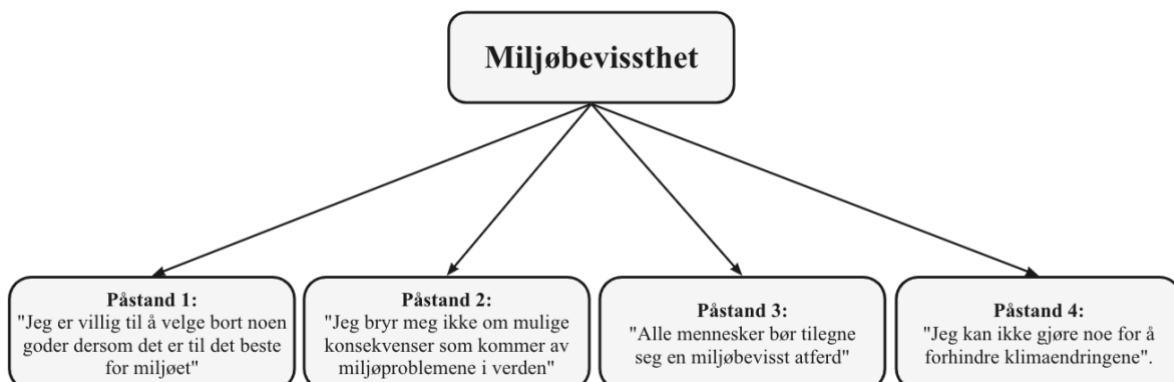 Miljøbevissthet
Påstand 1:
"Jeg er villig til å velge bort noen
goder dersom det er til det beste
for miljøet"
Påstand 2:
"Jeg bryr meg ikke om mulige
konsekvenser som kommer av
miljøproblemene i verden"
Påstand 3:
"Alle mennesker bør tilegne
seg en miljøbevisst atferd"
Påstand 4:
"Jeg kan ikke gjøre noe for å
forhindre klimaendringene".